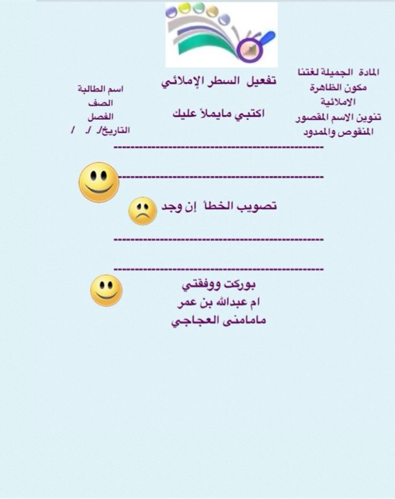 المادة الجميلة لغتنا
مكون الظاهرة
الاملائية
تنوين الاسم المقصور
المنقوص والممدود
تفعيل السطر الإملائي
اكتبي مايملأ عليك
اسم الطالبة
الصف
الفصل
التاريخ/ /. /. /
تصويب الخطأ إن وجد
بوركت ووفقتي
ام عبدالله بن عمر
مامامنى العجاجي